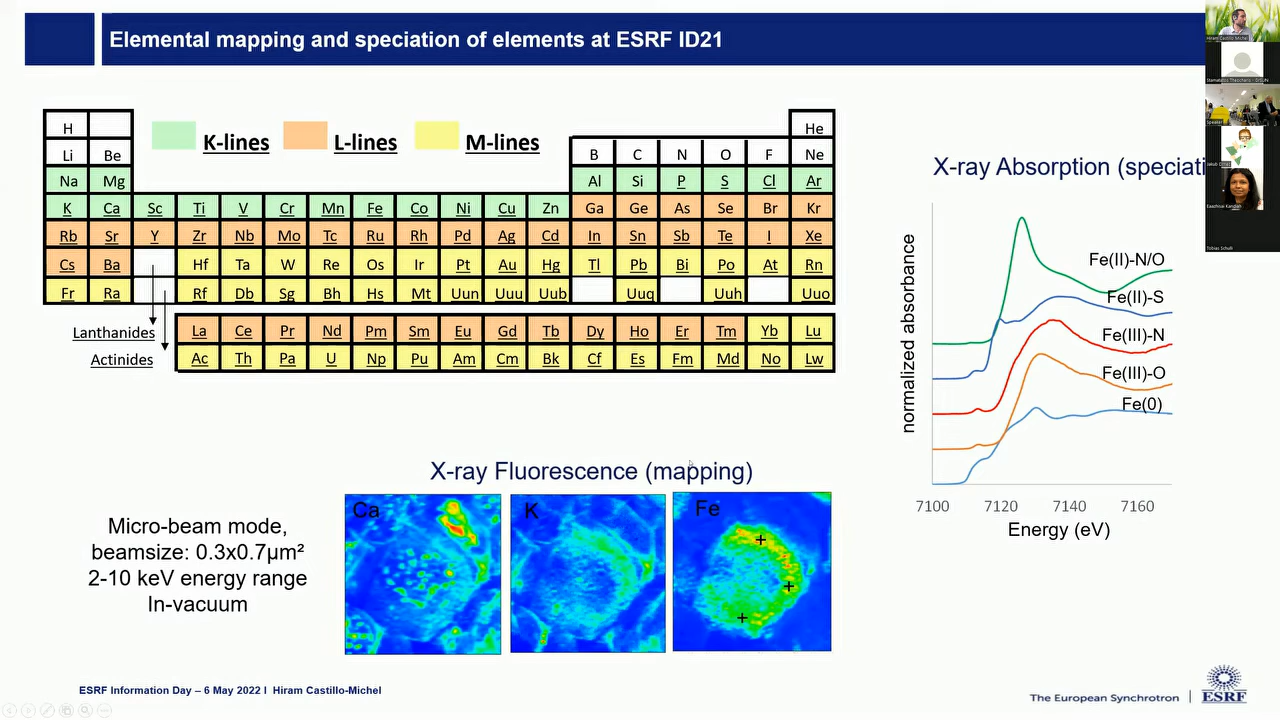 Elemental mapping and speciation of elements at ESRF ID21
H He
K-lines L-lines M-lines
Li Be B C N O F Ne
Na Mg Al Si P S Cl Ar
K Ca Sc Ti V Cr Mn Fe Co Ni Cu Zn Ga Ge As Se Br Kr
Rb Sr Y Zr Nb Mo Tc Ru Rh Pd Ag Cd In Sn Sb Te I Xe
Cs Ba Hf Ta W Re Os Ir Pt Au Hg Tl Pb Bi Po At Rn
Fr Ra Rf Db Sg Bh Hs Mt Uun Uuu Uub Uuq Uuh Uuo
Lanthanides La Ce Pr Nd Pm Sm Eu Gd Tb Dy Ho Er Tm Yb Lu
Actinides Ac Th Pa U Np Pu Am Cm Bk Cf Es Fm Md No Lw
X-ray Absorption (speciati
normalized absorbance
Fe(II)-N/O
Fe(II)-S
Fe(III)-N
Fe(III)-O
Fe(0)
7100 7120 7140 7160
Energy (eV)
X-ray Fluorescence (mapping)
Ca K Fe
Micro-beam mode,
beamsize: 0.3x0.7µm²
2-10 keV energy range
In-vacuum
ESRF Information Day – 6 May 2022 I Hiram Castillo-Michel
The European Synchrotron
ESRF
Hiram Castillo-Michel
Speaker
Tobias Schulli